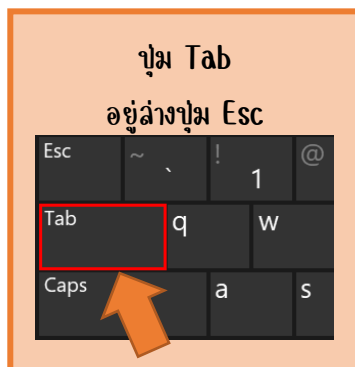 ปุ่ม Tab
อยู่ล่างปุ่ม Esc
Esc ~ ` ! 1 @
Tab q w
Caps a s